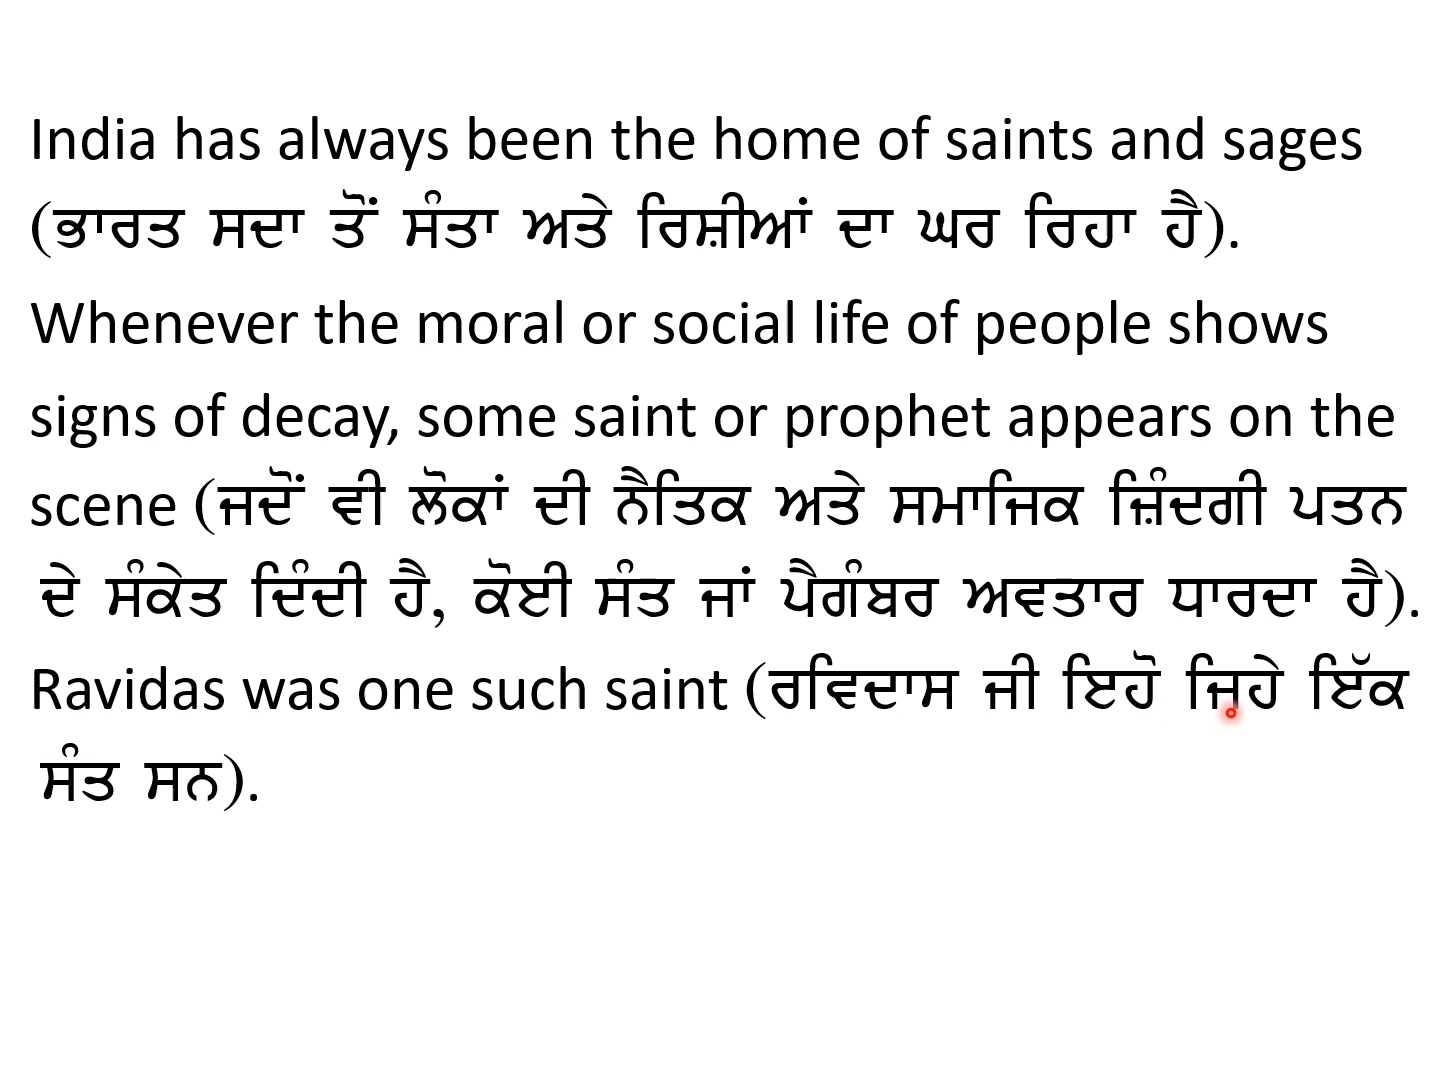 India has always been the home of saints and sages
(ਭਾਰਤ ਸਦਾ ਤੋਂ ਸੰਤਾ ਅਤੇ ਰਿਸ਼ੀਆਂ ਦਾ ਘਰ ਰਿਹਾ ਹੈ).
Whenever the moral or social life of people shows
signs of decay, some saint or prophet appears on the
scene (ਜਦੋਂ ਵੀ ਲੋਕਾਂ ਦੀ ਨੈਤਿਕ ਅਤੇ ਸਮਾਜਿਕ ਜ਼ਿੰਦਗੀ ਪਤਨ
ਦੇ ਸੰਕੇਤ ਦਿੰਦੀ ਹੈ, ਕੋਈ ਸੰਤ ਜਾਂ ਪੈਗੰਬਰ ਅਵਤਾਰ ਧਾਰਦਾ ਹੈ).
Ravidas was one such saint (ਰਵਿਦਾਸ ਜੀ ਇਹੋ ਜਿਹੇ ਇੱਕ
ਸੰਤ ਸਨ).